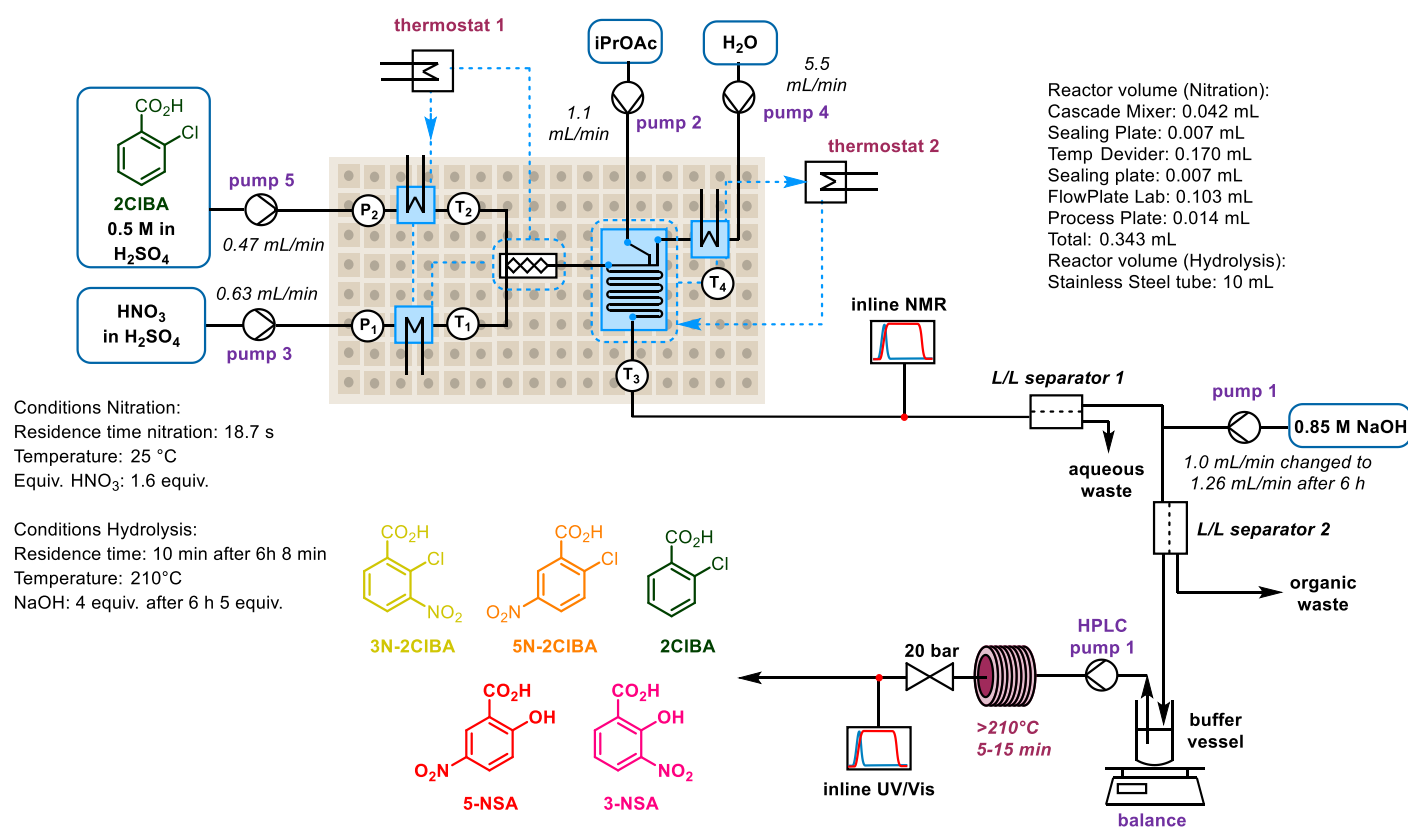 thermostat 1
iPrOAc
H2O
5.5
mL/min
1.1
mL/min
pump 2
pump 4
thermostat 2
CO2H
Cl
2ClBA
0.5 M in
H2SO4
pump 5
0.47 mL/min
P2
T2
HNO3
in H2SO4
0.63 mL/min
pump 3
P1
T1
T4
T3
Reactor volume (Nitration):
Cascade Mixer: 0.042 mL
Sealing Plate: 0.007 mL
Temp Devider: 0.170 mL
Sealing plate: 0.007 mL
FlowPlate Lab: 0.103 mL
Process Plate: 0.014 mL
Total: 0.343 mL
Reactor volume (Hydrolysis):
Stainless Steel tube: 10 mL
inline NMR
L/L separator 1
aqueous
waste
pump 1
0.85 M NaOH
1.0 mL/min changed to
1.26 mL/min after 6 h
L/L separator 2
organic
waste
Conditions Nitration:
Residence time nitration: 18.7 s
Temperature: 25 °C
Equiv. HNO3: 1.6 equiv.
Conditions Hydrolysis:
Residence time: 10 min after 6h 8 min
Temperature: 210°C
NaOH: 4 equiv. after 6 h 5 equiv.
CO2H
Cl
NO2
3N-2ClBA
CO2H
Cl
O2N
5N-2ClBA
CO2H
Cl
2ClBA
CO2H
OH
O2N
5-NSA
CO2H
OH
NO2
3-NSA
20 bar
HPLC
pump 1
>210°C
5-15 min
inline UV/Vis
buffer
vessel
balance